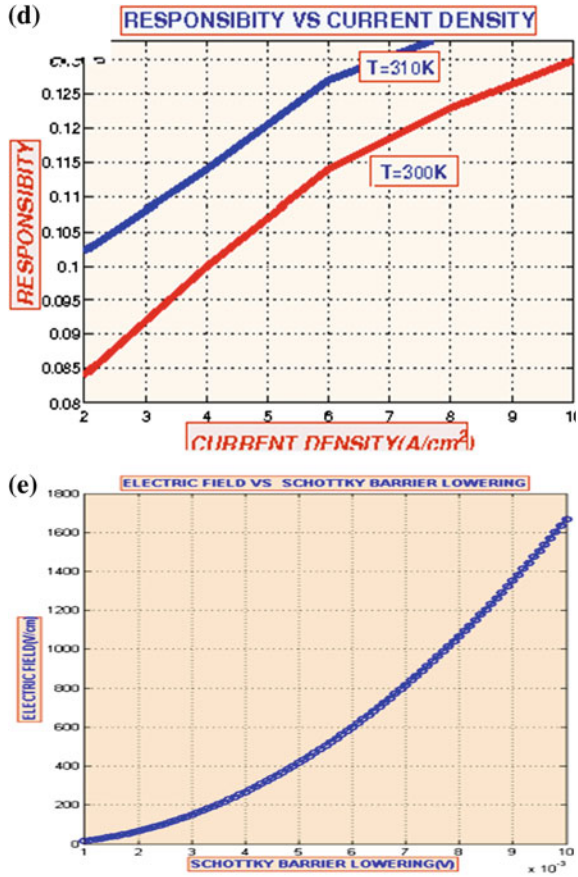 (d)
RESPONSIBITY VS CURRENT DENSITY
T=310K
T=300K
RESPONSIBITY
0.125
0.12
0.115
0.11
0.105
0.1
0.095
0.09
0.085
0.08
2 3 4 5 6 7 8 9 10
CURRENT DENSITY(A/cm²)
(e)
ELECTRIC FIELD VS SCHOTTKY BARRIER LOWERING
ELECTRIC FIELD(V/cm)
1800
1600
1400
1200
1000
800
600
400
200
0
1 2 3 4 5 6 7 8 9 10
SCHOTTKY BARRIER LOWERING(V)
x 10⁻³